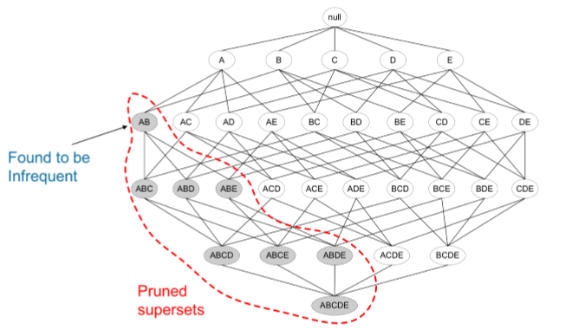 null
A B C D E
AB AC AD AE BC BD BE CD CE DE
Found to be
Infrequent
ABC ABD ABE ACD ACE ADE BCD BCE BDE CDE
ABCD ABCE ABDE ACDE BCDE
Pruned
supersets
ABCDE